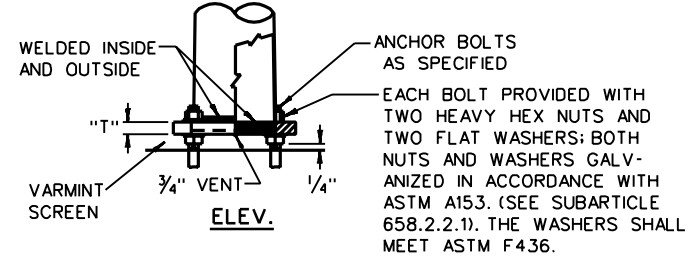 WELDED INSIDE
AND OUTSIDE
ANCHOR BOLTS
AS SPECIFIED
EACH BOLT PROVIDED WITH
TWO HEAVY HEX NUTS AND
TWO FLAT WASHERS; BOTH
NUTS AND WASHERS GALV-
ANIZED IN ACCORDANCE WITH
ASTM A153. (SEE SUBARTICLE
658.2.2.1). THE WASHERS SHALL
MEET ASTM F436.
"T"
VARMINT
SCREEN
3/4" VENT
1/4"
ELEV.